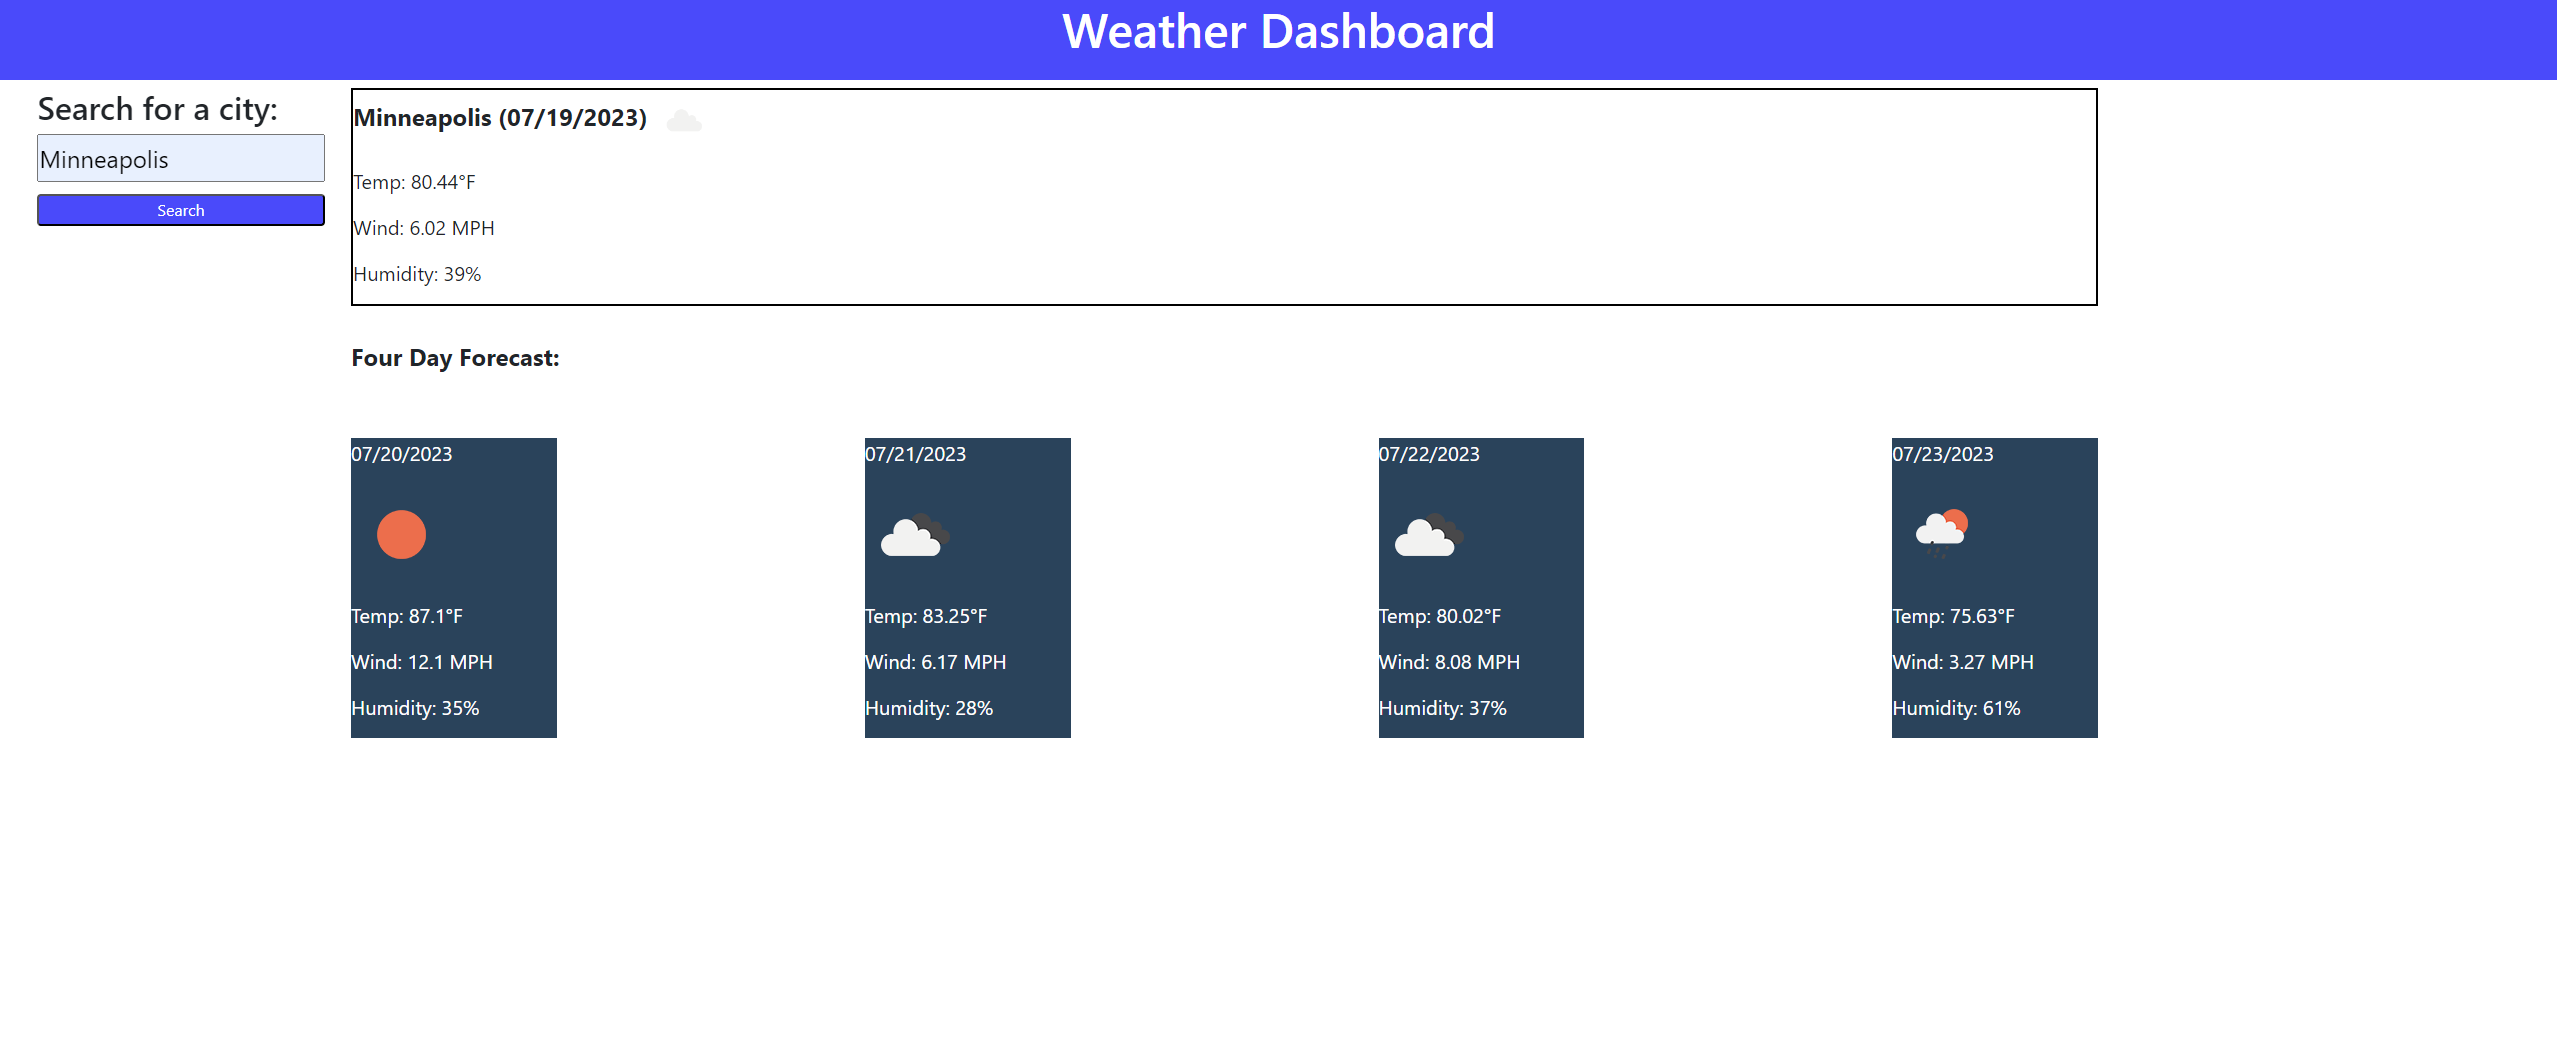 Weather Dashboard
Search for a city:
Minneapolis
Search
Minneapolis (07/19/2023)
Temp: 80.44°F
Wind: 6.02 MPH
Humidity: 39%
Four Day Forecast:
07/20/2023
Temp: 87.1°F
Wind: 12.1 MPH
Humidity: 35%
07/21/2023
Temp: 83.25°F
Wind: 6.17 MPH
Humidity: 28%
07/22/2023
Temp: 80.02°F
Wind: 8.08 MPH
Humidity: 37%
07/23/2023
Temp: 75.63°F
Wind: 3.27 MPH
Humidity: 61%